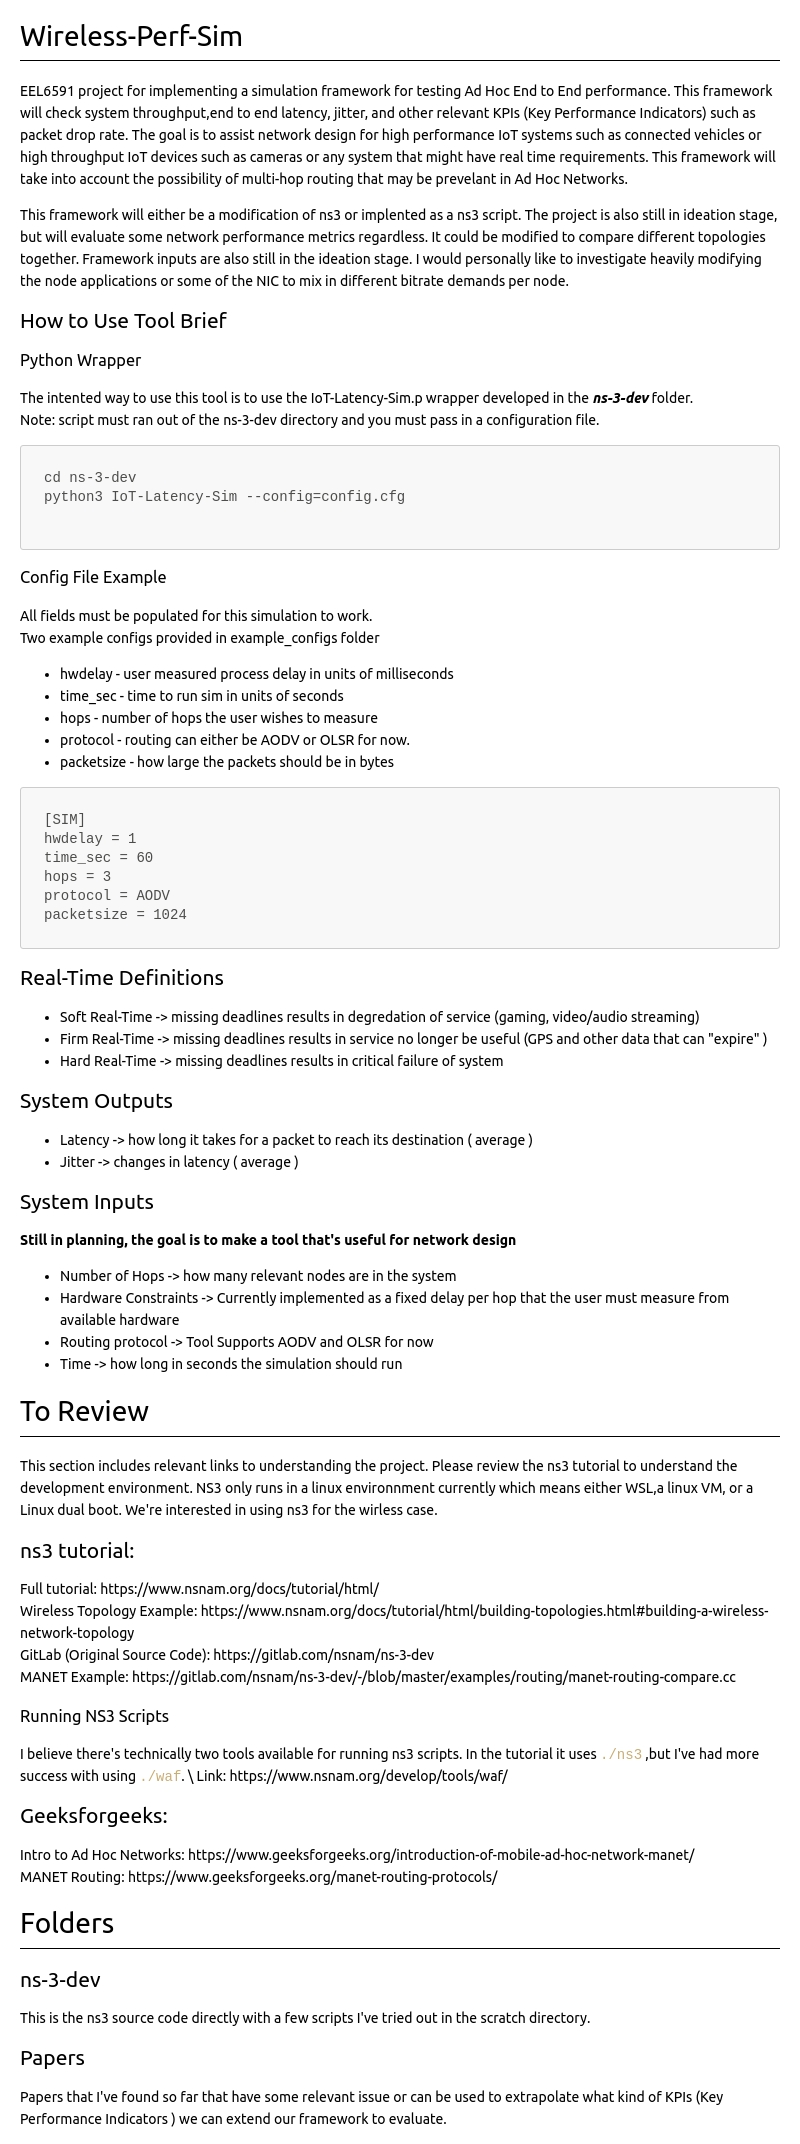 Wireless-Perf-Sim
EEL6591 project for implementing a simulation framework for testing Ad Hoc End to End performance. This framework
will check system throughput,end to end latency, jitter, and other relevant KPIs (Key Performance Indicators) such as
packet drop rate. The goal is to assist network design for high performance IoT systems such as connected vehicles or
high throughput IoT devices such as cameras or any system that might have real time requirements. This framework will
take into account the possibility of multi-hop routing that may be prevelant in Ad Hoc Networks.
This framework will either be a modification of ns3 or implented as a ns3 script. The project is also still in ideation stage,
but will evaluate some network performance metrics regardless. It could be modified to compare different topologies
together. Framework inputs are also still in the ideation stage. I would personally like to investigate heavily modifying
the node applications or some of the NIC to mix in different bitrate demands per node.
How to Use Tool Brief
Python Wrapper
The intented way to use this tool is to use the IoT-Latency-Sim.p wrapper developed in the ns-3-dev folder.
Note: script must ran out of the ns-3-dev directory and you must pass in a configuration file.
cd ns-3-dev
python3 IoT-Latency-Sim --config=config.cfg
Config File Example
All fields must be populated for this simulation to work.
Two example configs provided in example_configs folder
• hwdelay - user measured process delay in units of milliseconds
• time_sec - time to run sim in units of seconds
• hops - number of hops the user wishes to measure
• protocol - routing can either be AODV or OLSR for now.
• packetsize - how large the packets should be in bytes
[SIM]
hwdelay = 1
time_sec = 60
hops = 3
protocol = AODV
packetsize = 1024
Real-Time Definitions
• Soft Real-Time -> missing deadlines results in degredation of service (gaming, video/audio streaming)
• Firm Real-Time -> missing deadlines results in service no longer be useful (GPS and other data that can "expire" )
• Hard Real-Time -> missing deadlines results in critical failure of system
System Outputs
• Latency -> how long it takes for a packet to reach its destination ( average )
• Jitter -> changes in latency ( average )
System Inputs
Still in planning, the goal is to make a tool that's useful for network design
• Number of Hops -> how many relevant nodes are in the system
• Hardware Constraints -> Currently implemented as a fixed delay per hop that the user must measure from
available hardware
• Routing protocol -> Tool Supports AODV and OLSR for now
• Time -> how long in seconds the simulation should run
To Review
This section includes relevant links to understanding the project. Please review the ns3 tutorial to understand the
development environment. NS3 only runs in a linux environnment currently which means either WSL,a linux VM, or a
Linux dual boot. We're interested in using ns3 for the wirless case.
ns3 tutorial:
Full tutorial: https://www.nsnam.org/docs/tutorial/html/
Wireless Topology Example: https://www.nsnam.org/docs/tutorial/html/building-topologies.html#building-a-wireless-
network-topology
GitLab (Original Source Code): https://gitlab.com/nsnam/ns-3-dev
MANET Example: https://gitlab.com/nsnam/ns-3-dev/-/blob/master/examples/routing/manet-routing-compare.cc
Running NS3 Scripts
I believe there's technically two tools available for running ns3 scripts. In the tutorial it uses ./ns3 ,but I've had more
success with using ./waf. \ Link: https://www.nsnam.org/develop/tools/waf/
Geeksforgeeks:
Intro to Ad Hoc Networks: https://www.geeksforgeeks.org/introduction-of-mobile-ad-hoc-network-manet/
MANET Routing: https://www.geeksforgeeks.org/manet-routing-protocols/
Folders
ns-3-dev
This is the ns3 source code directly with a few scripts I've tried out in the scratch directory.
Papers
Papers that I've found so far that have some relevant issue or can be used to extrapolate what kind of KPIs (Key
Performance Indicators ) we can extend our framework to evaluate.